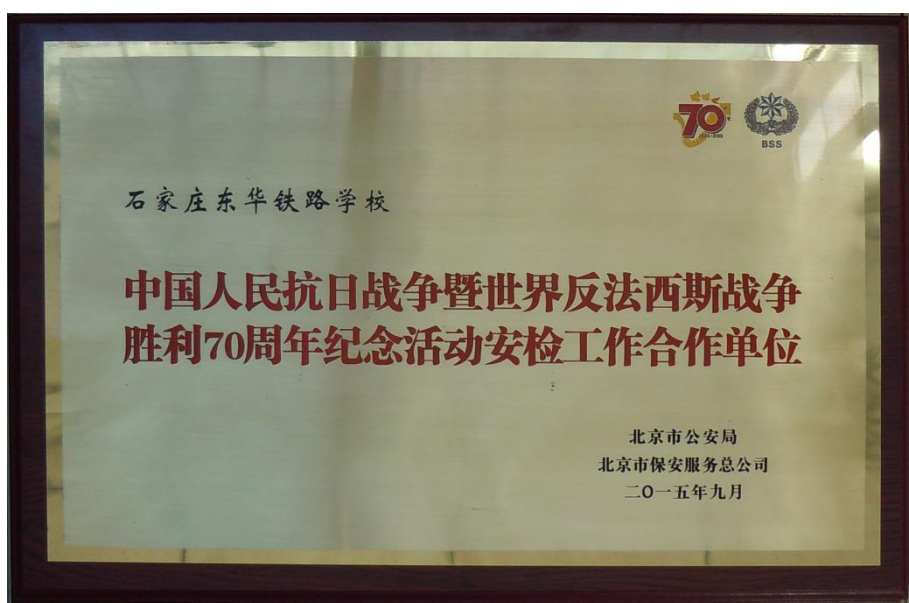 70
BSS
石家庄东华铁路学校
中国人民抗日战争暨世界反法西斯战争
胜利70周年纪念活动安检工作合作单位
北京市公安局
北京市保安服务总公司
二〇一五年九月